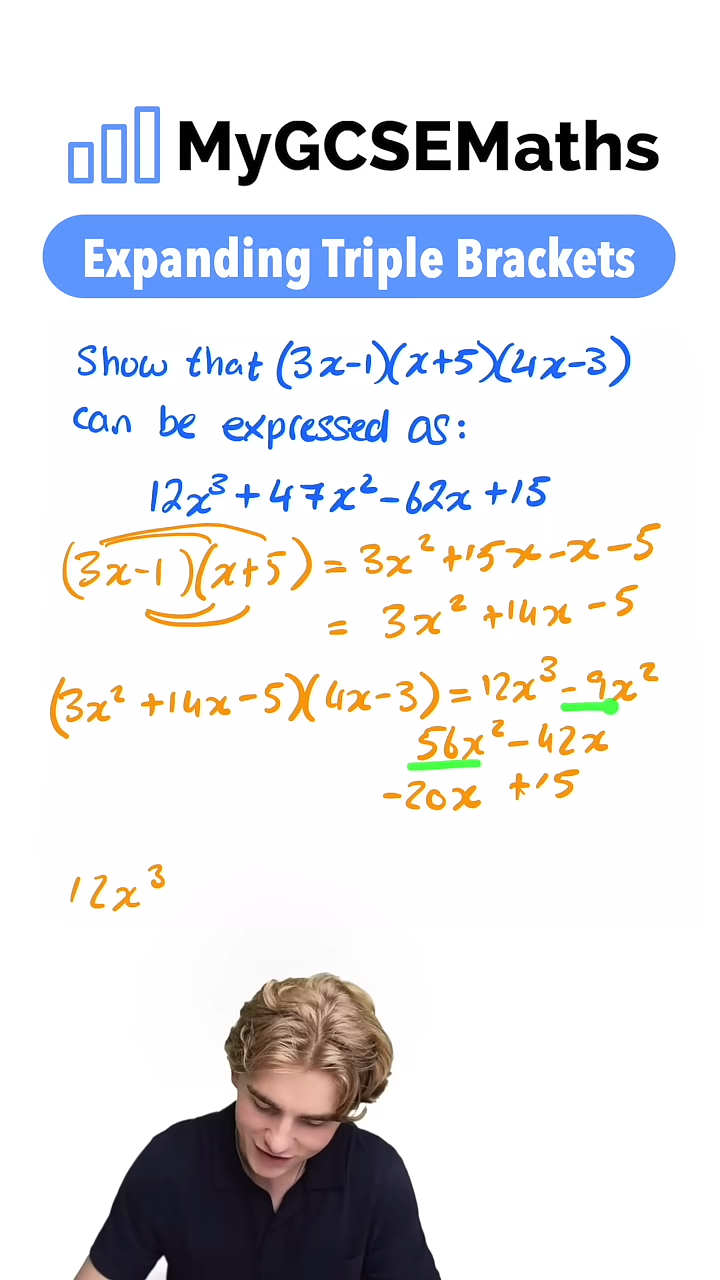 MyGCSEMaths
Expanding Triple Brackets
Show that (3x-1)(x+5)(4x-3)
can be expressed as:
12x³+47x²-62x+15
(3x-1)(x+5) = 3x²+15x-x-5
= 3x²+14x-5
(3x²+14x-5)(4x-3)=12x³-9x²
56x²-42x
-20x +15
12x³